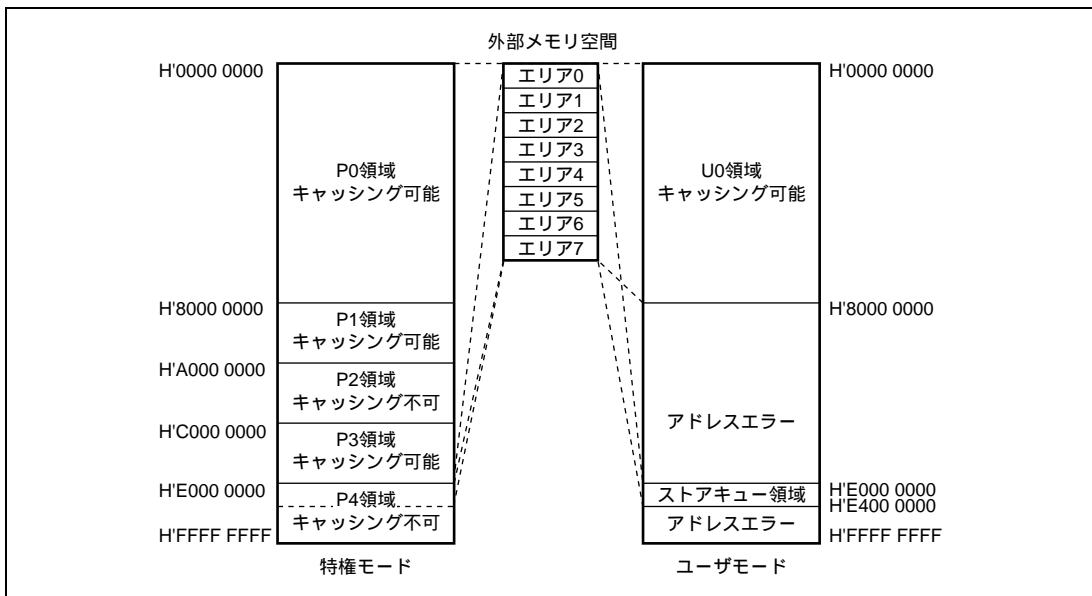 外部メモリ空間
H'0000 0000
P0領域
キャッシング可能
H'8000 0000
P1領域
キャッシング可能
H'A000 0000
P2領域
キャッシング不可
H'C000 0000
P3領域
キャッシング可能
H'E000 0000
P4領域
キャッシング不可
H'FFFF FFFF
特権モード
エリア0
エリア1
エリア2
エリア3
エリア4
エリア5
エリア6
エリア7
H'0000 0000
U0領域
キャッシング可能
H'8000 0000
アドレスエラー
ストアキュー領域
H'E000 0000
H'E400 0000
アドレスエラー
H'FFFF FFFF
ユーザモード